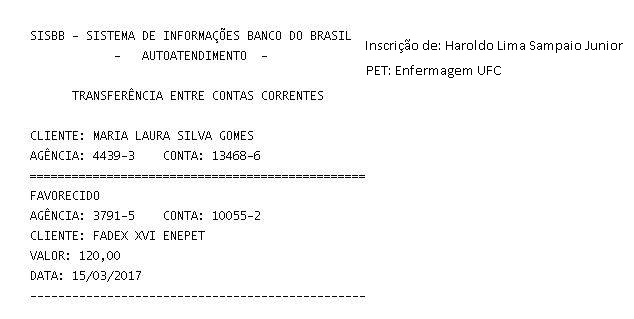 SISBB - SISTEMA DE INFORMAÇÕES BANCO DO BRASIL
- AUTOATENDIMENTO -
Inscrição de: Haroldo Lima Sampaio Junior
PET: Enfermagem UFC
TRANSFERÊNCIA ENTRE CONTAS CORRENTES
CLIENTE: MARIA LAURA SILVA GOMES
AGÊNCIA: 4439-3 CONTA: 13468-6
================================================
FAVORECIDO
AGÊNCIA: 3791-5 CONTA: 10055-2
CLIENTE: FADEX XVI ENEPET
VALOR: 120,00
DATA: 15/03/2017
------------------------------------------------